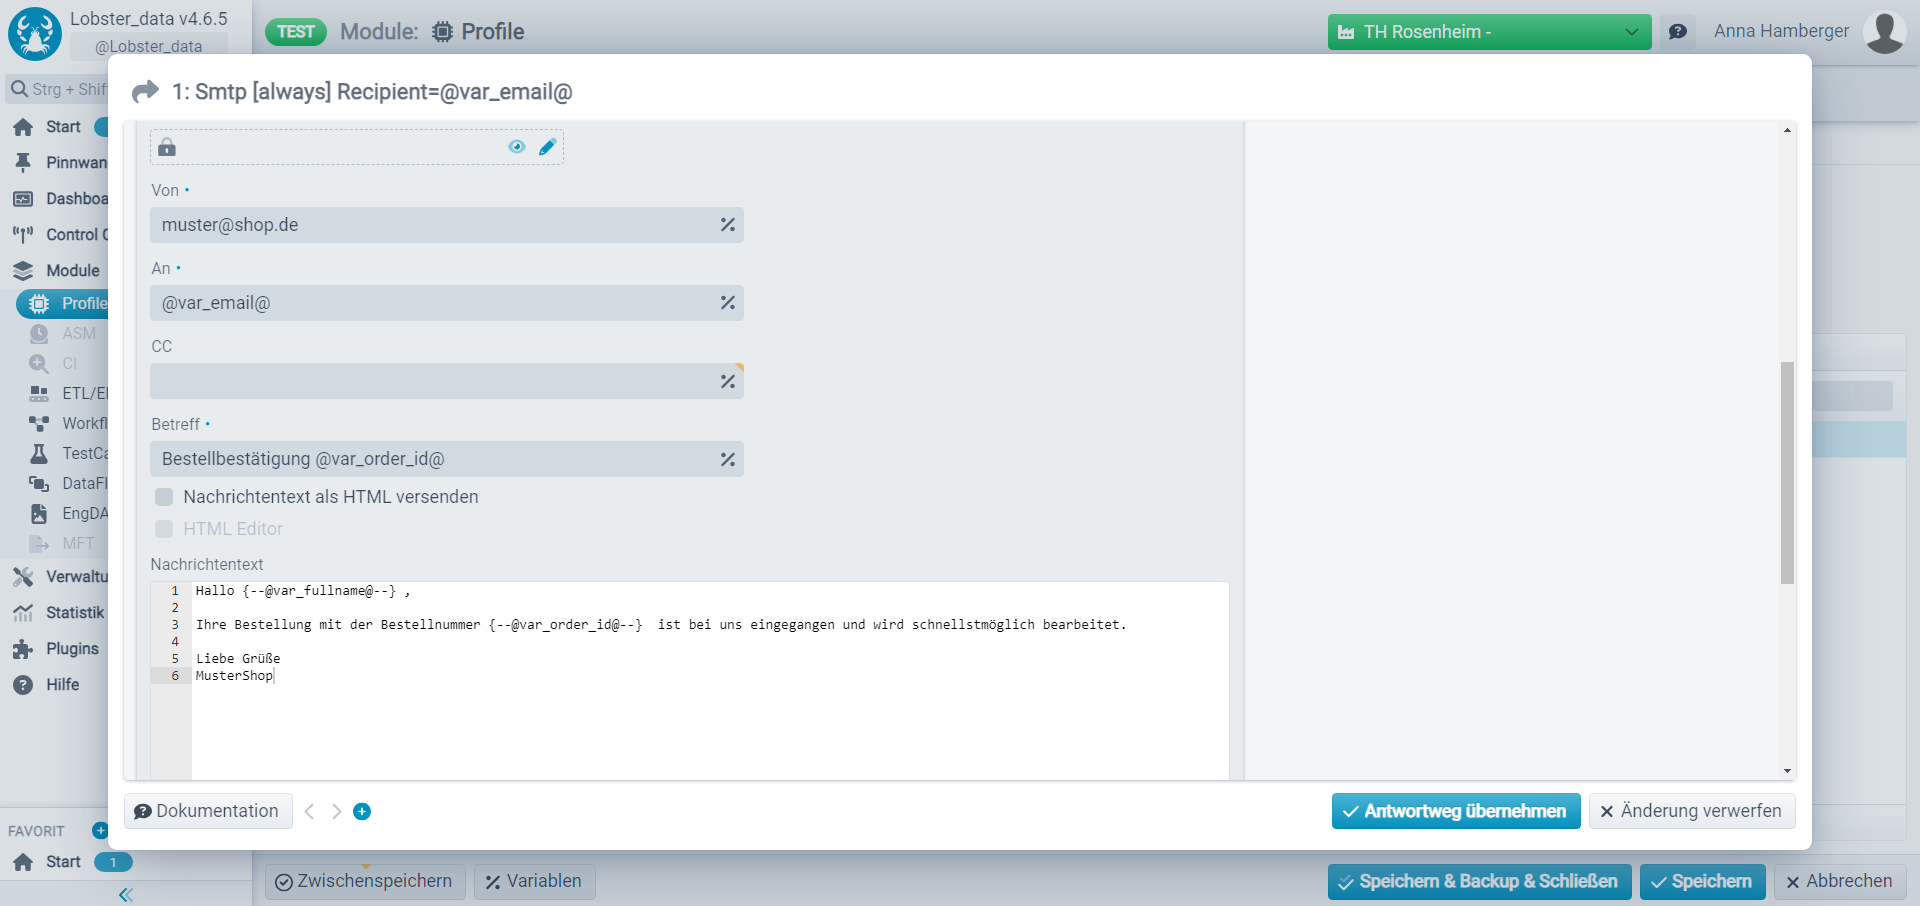 Lobster_data v4.6.5
@Lobster_data
TEST
Module: Profile
TH Rosenheim -
Anna Hamberger
Strg + Shif
Start
Pinnwan
Dashboa
Control C
Module
Profile
ASM
CI
ETL/E
Workfl
TestCa
DataFl
EngDA
MFT
Verwaltu
Statistik
Plugins
Hilfe
FAVORIT
Start 1
1: Smtp [always] Recipient=@var_email@
Von •
muster@shop.de
An •
@var_email@
CC
Betreff •
Bestellbestätigung @var_order_id@
Nachrichtentext als HTML versenden
HTML Editor
Nachrichtentext
1 Hallo {--@var_fullname@--} ,
2
3 Ihre Bestellung mit der Bestellnummer {--@var_order_id@--}  ist bei uns eingegangen und wird schnellstmöglich bearbeitet.
4
5 Liebe Grüße
6 MusterShop
Dokumentation
Antwortweg übernehmen
Änderung verwerfen
Zwischenspeichern
Variablen
Speichern & Backup & Schließen
Speichern
Abbrechen